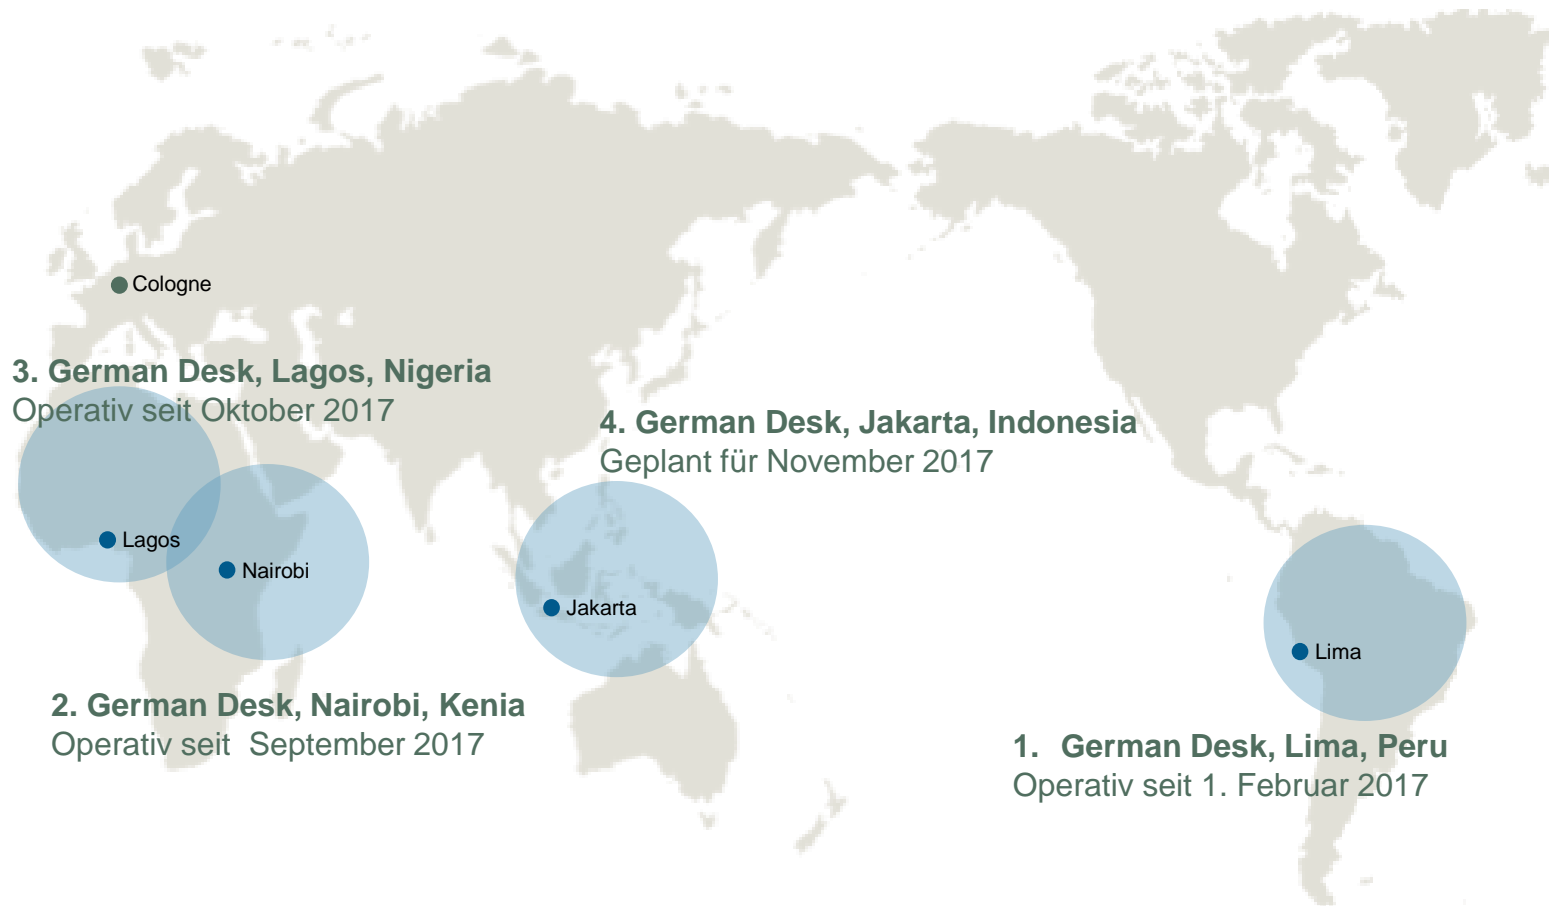 Cologne
3. German Desk, Lagos, Nigeria
Operativ seit Oktober 2017
4. German Desk, Jakarta, Indonesia
Geplant für November 2017
Lagos
Nairobi
Jakarta
Lima
2. German Desk, Nairobi, Kenia
Operativ seit  September 2017
1. German Desk, Lima, Peru
Operativ seit 1. Februar 2017